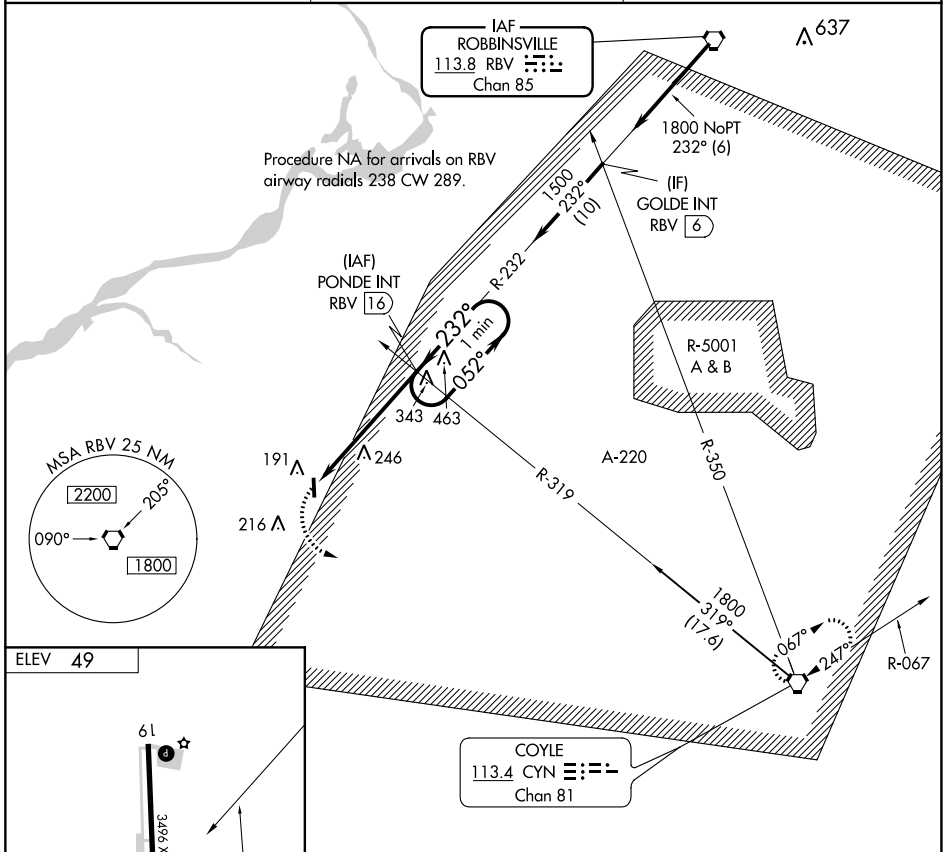 IAF
ROBBINSVILLE
113.8 RBV
Chan 85
637
1800 NoPT
232° (6)
Procedure NA for arrivals on RBV
airway radials 238 CW 289.
(IF)
GOLDE INT
RBV 6
1500
232°
(10)
R-232
(IAF)
PONDE INT
RBV 16
232°
1 min
052°
343 463
R-5001
A & B
191
246
A-220
R-350
R-319
216
MSA RBV 25 NM
2200
205°
090°
1800
1800
319°
(17.6)
067°
247°
R-067
ELEV 49
19
3496 X
COYLE
113.4 CYN
Chan 81